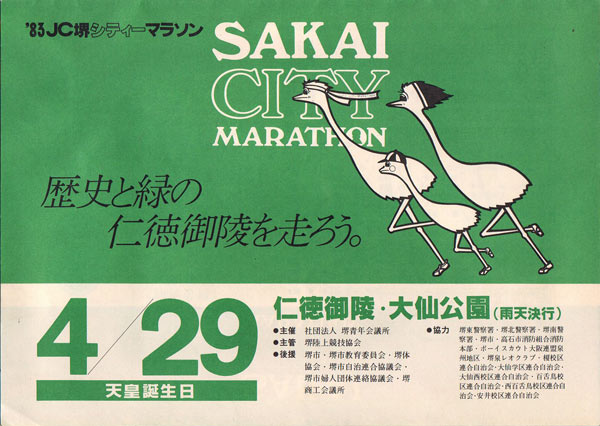 '83 JC堺シティーマラソン
SAKAI
CITY
MARATHON
歴史と緑の
仁徳御陵を走ろう。
4/29
天皇誕生日
仁徳御陵・大仙公園(雨天決行)
●主催 社団法人 堺青年会議所
●主管 堺陸上競技協会
●後援 堺市・堺市教育委員会・堺体
協会・堺市自治連合協議会・
堺市婦人団体連絡協議会・堺
商工会議所
●協力 堺東警察署・堺北警察署・堺南警
察署・堺市・高石市消防組合消防
本部・ボーイスカウト大阪連盟泉
州地区・堺泉レオクラブ・榎校区
連合自治会・大仙学区連合自治会・
大仙西校区連合自治会・百舌鳥校
区連合自治会・西百舌鳥校区連合自
治会・安井校区連合自治会